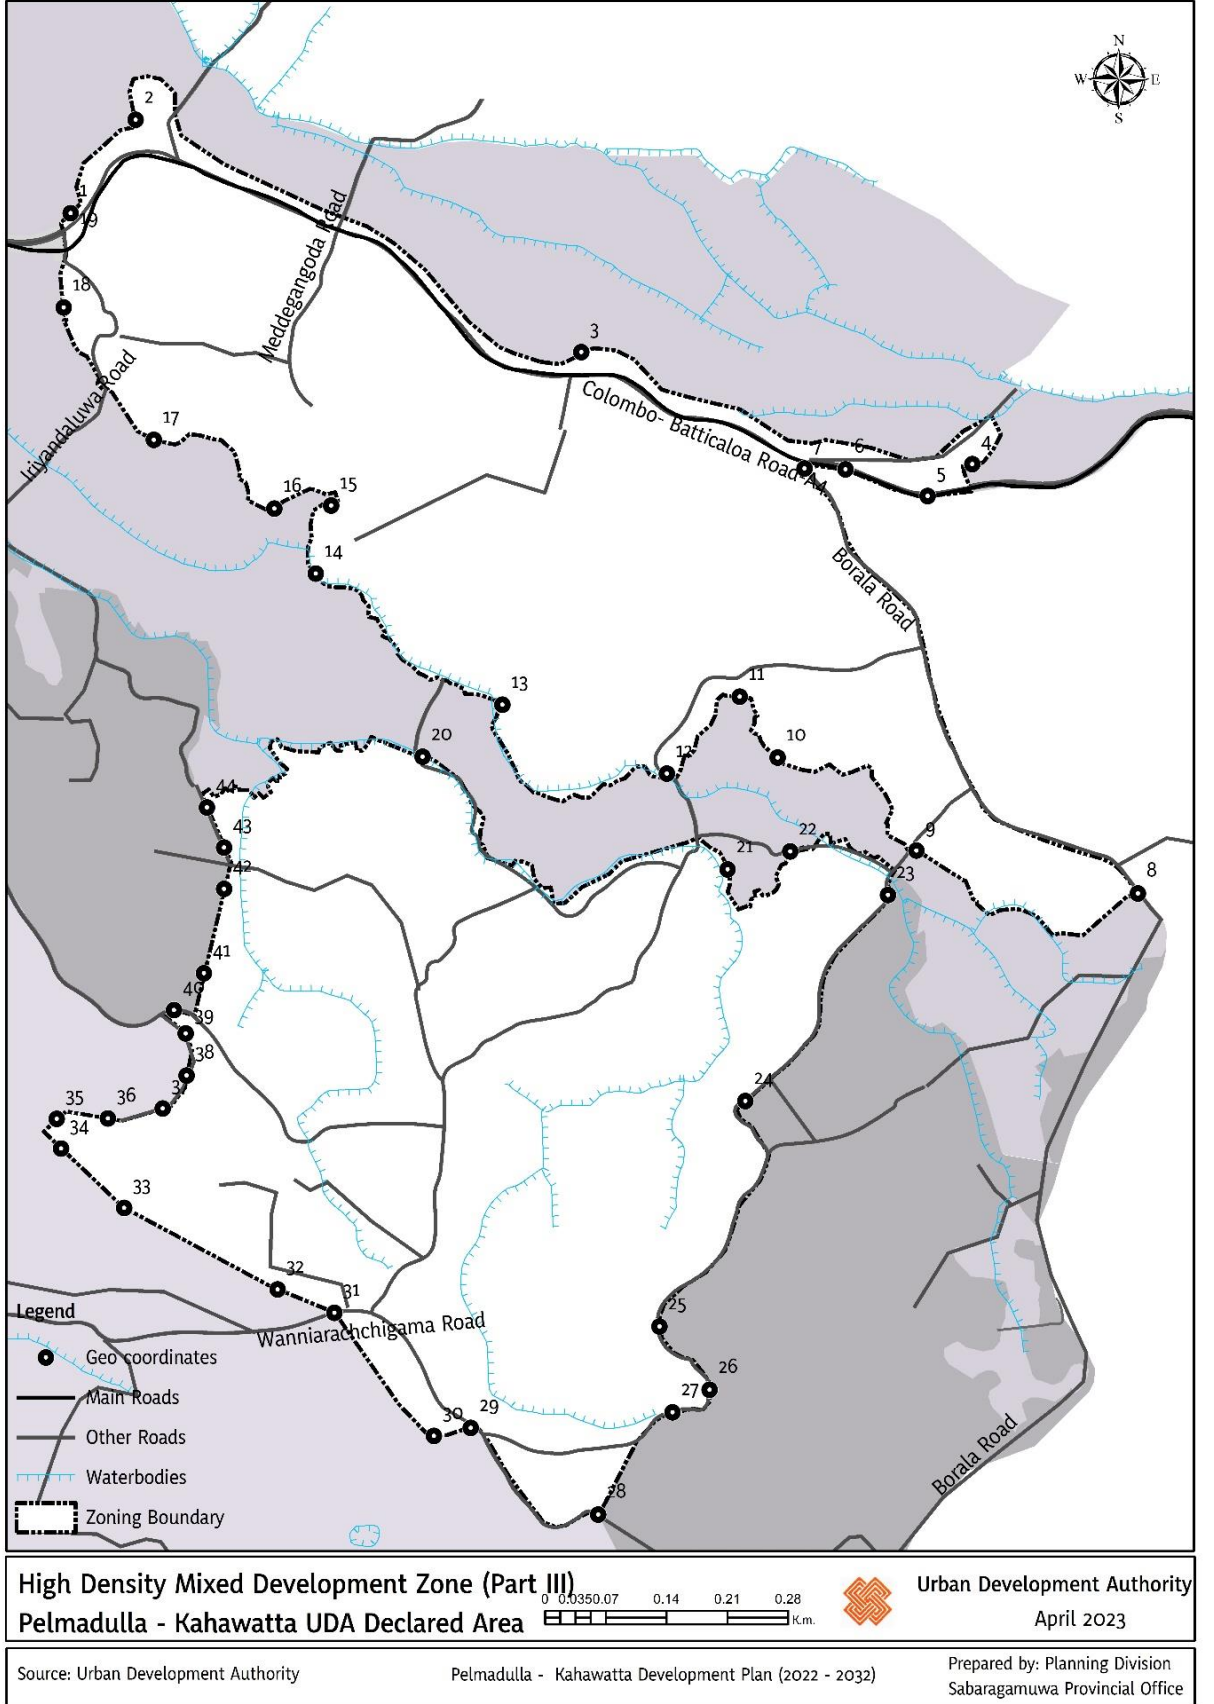 N
W E
S
2
1
19
18
Meddegangoda Road
3
Colombo- Batticaloa Road-A4
Iriyandaluwa Road
17
16
15
14
7
6
5
4
Borala Road
13
11
10
12
20
9
8
22
21
23
44
43
42
41
40
39
38
37
36
35
34
33
24
32
31
Wanniarachchigama Road
25
26
27
28
29
30
Borala Road
Legend
Geo coordinates
Main Roads
Other Roads
Waterbodies
Zoning Boundary
High Density Mixed Development Zone (Part III)
Pelmadulla - Kahawatta UDA Declared Area
0 0.0350.07 0.14 0.21 0.28
K.m.
Urban Development Authority
April 2023
Source: Urban Development Authority
Pelmadulla - Kahawatta Development Plan (2022 - 2032)
Prepared by: Planning Division
Sabaragamuwa Provincial Office